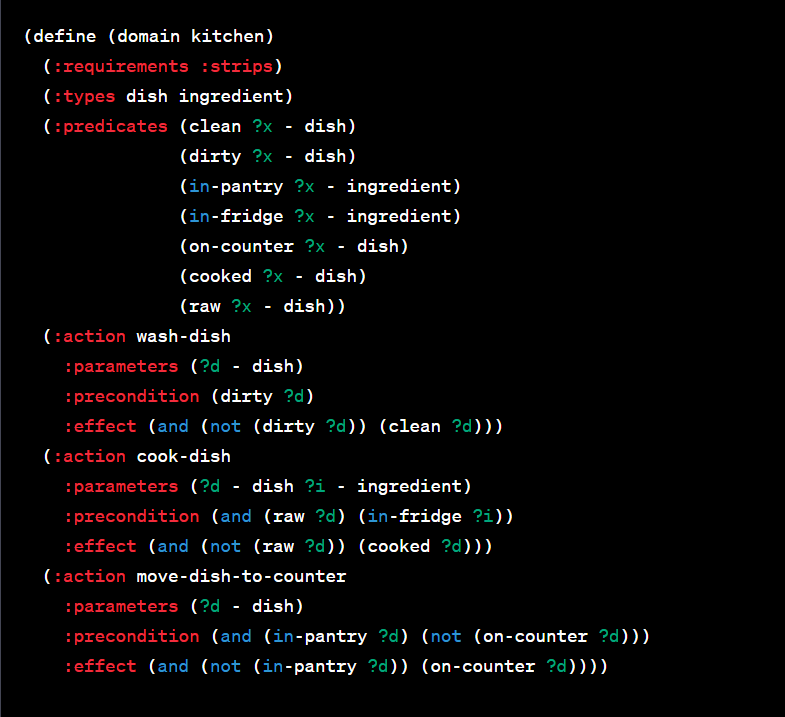 (define (domain kitchen)
(:requirements :strips)
(:types dish ingredient)
(:predicates (clean ?x - dish)
(dirty ?x - dish)
(in-pantry ?x - ingredient)
(in-fridge ?x - ingredient)
(on-counter ?x - dish)
(cooked ?x - dish)
(raw ?x - dish))
(:action wash-dish
:parameters (?d - dish)
:precondition (dirty ?d)
:effect (and (not (dirty ?d)) (clean ?d)))
(:action cook-dish
:parameters (?d - dish ?i - ingredient)
:precondition (and (raw ?d) (in-fridge ?i))
:effect (and (not (raw ?d)) (cooked ?d)))
(:action move-dish-to-counter
:parameters (?d - dish)
:precondition (and (in-pantry ?d) (not (on-counter ?d)))
:effect (and (not (in-pantry ?d)) (on-counter ?d))))